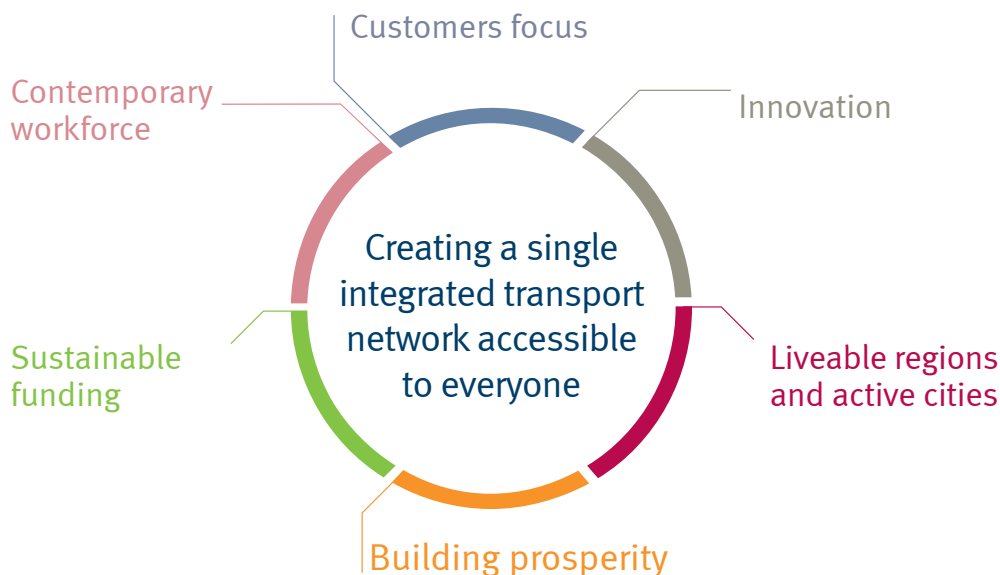 Customers focus
Contemporary
workforce
Innovation
Creating a single
integrated transport
network accessible
to everyone
Sustainable
funding
Liveable regions
and active cities
Building prosperity